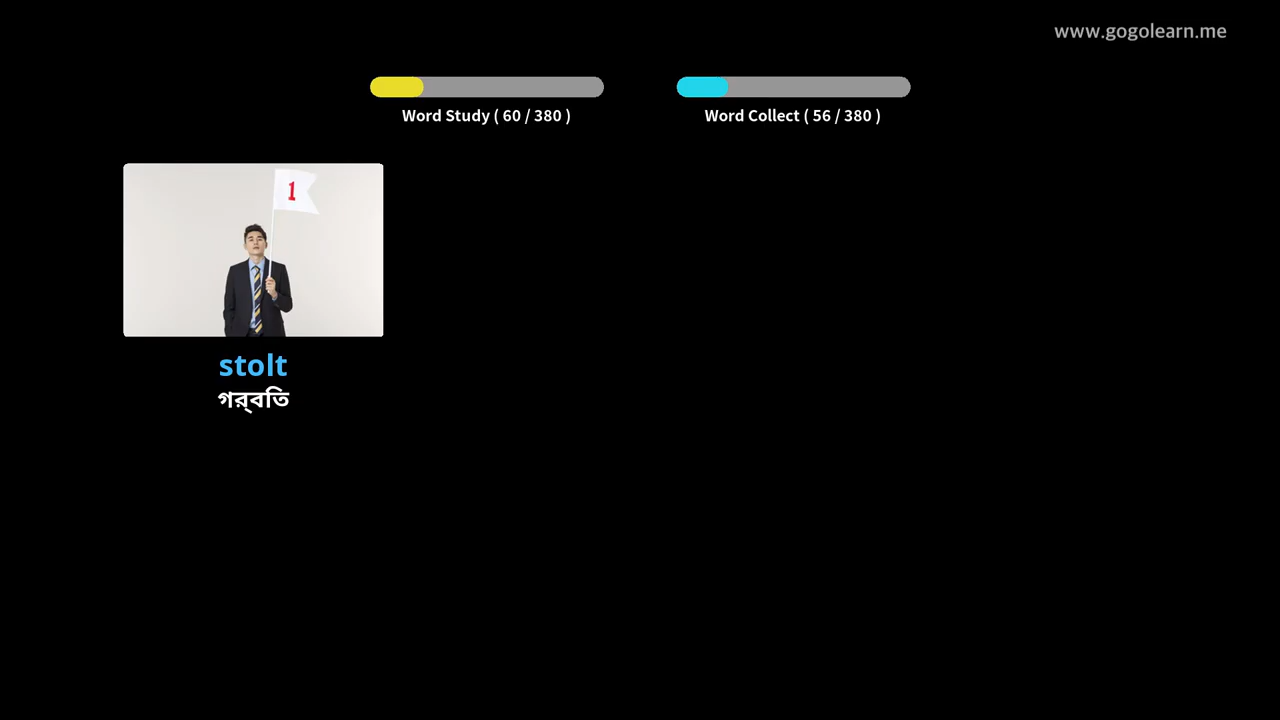 www.gogolearn.me
Word Study ( 60 / 380 )
Word Collect ( 56 / 380 )
1
stolt
গর্বিত